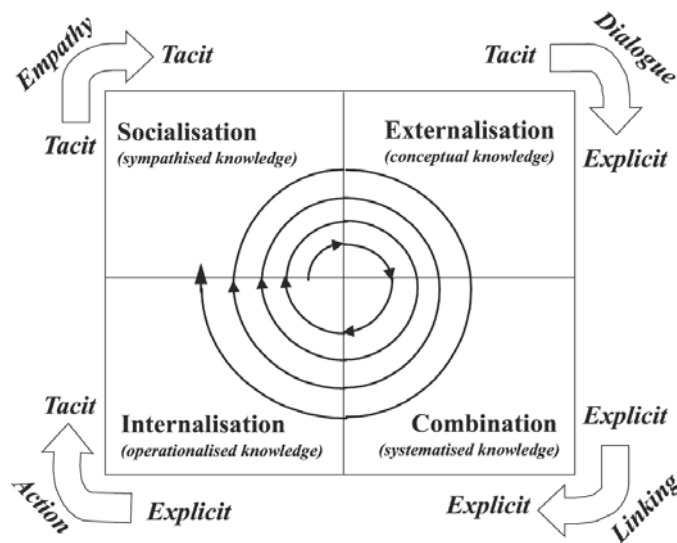 Empathy
Tacit
Tacit
Dialogue
Tacit
Explicit
Socialisation
(sympathised knowledge)
Externalisation
(conceptual knowledge)
Internalisation
(operationalised knowledge)
Combination
(systematised knowledge)
Tacit
Action
Explicit
Explicit
Explicit
Linking